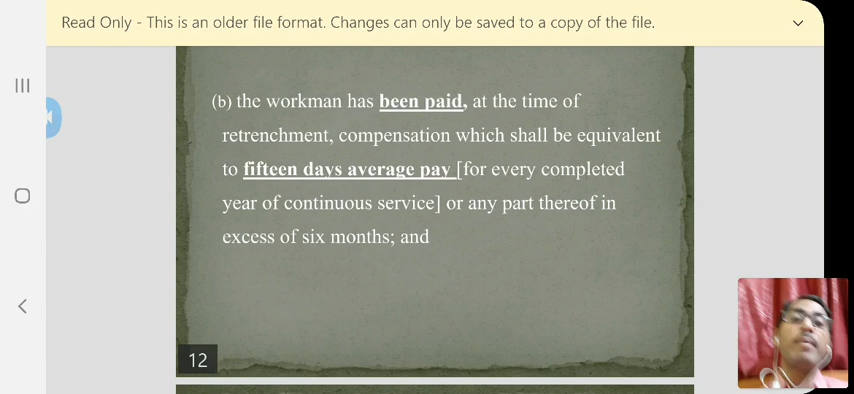 Read Only - This is an older file format. Changes can only be saved to a copy of the file.
(b) the workman has been paid, at the time of
retrenchment, compensation which shall be equivalent
to fifteen days average pay [for every completed
year of continuous service] or any part thereof in
excess of six months; and
12